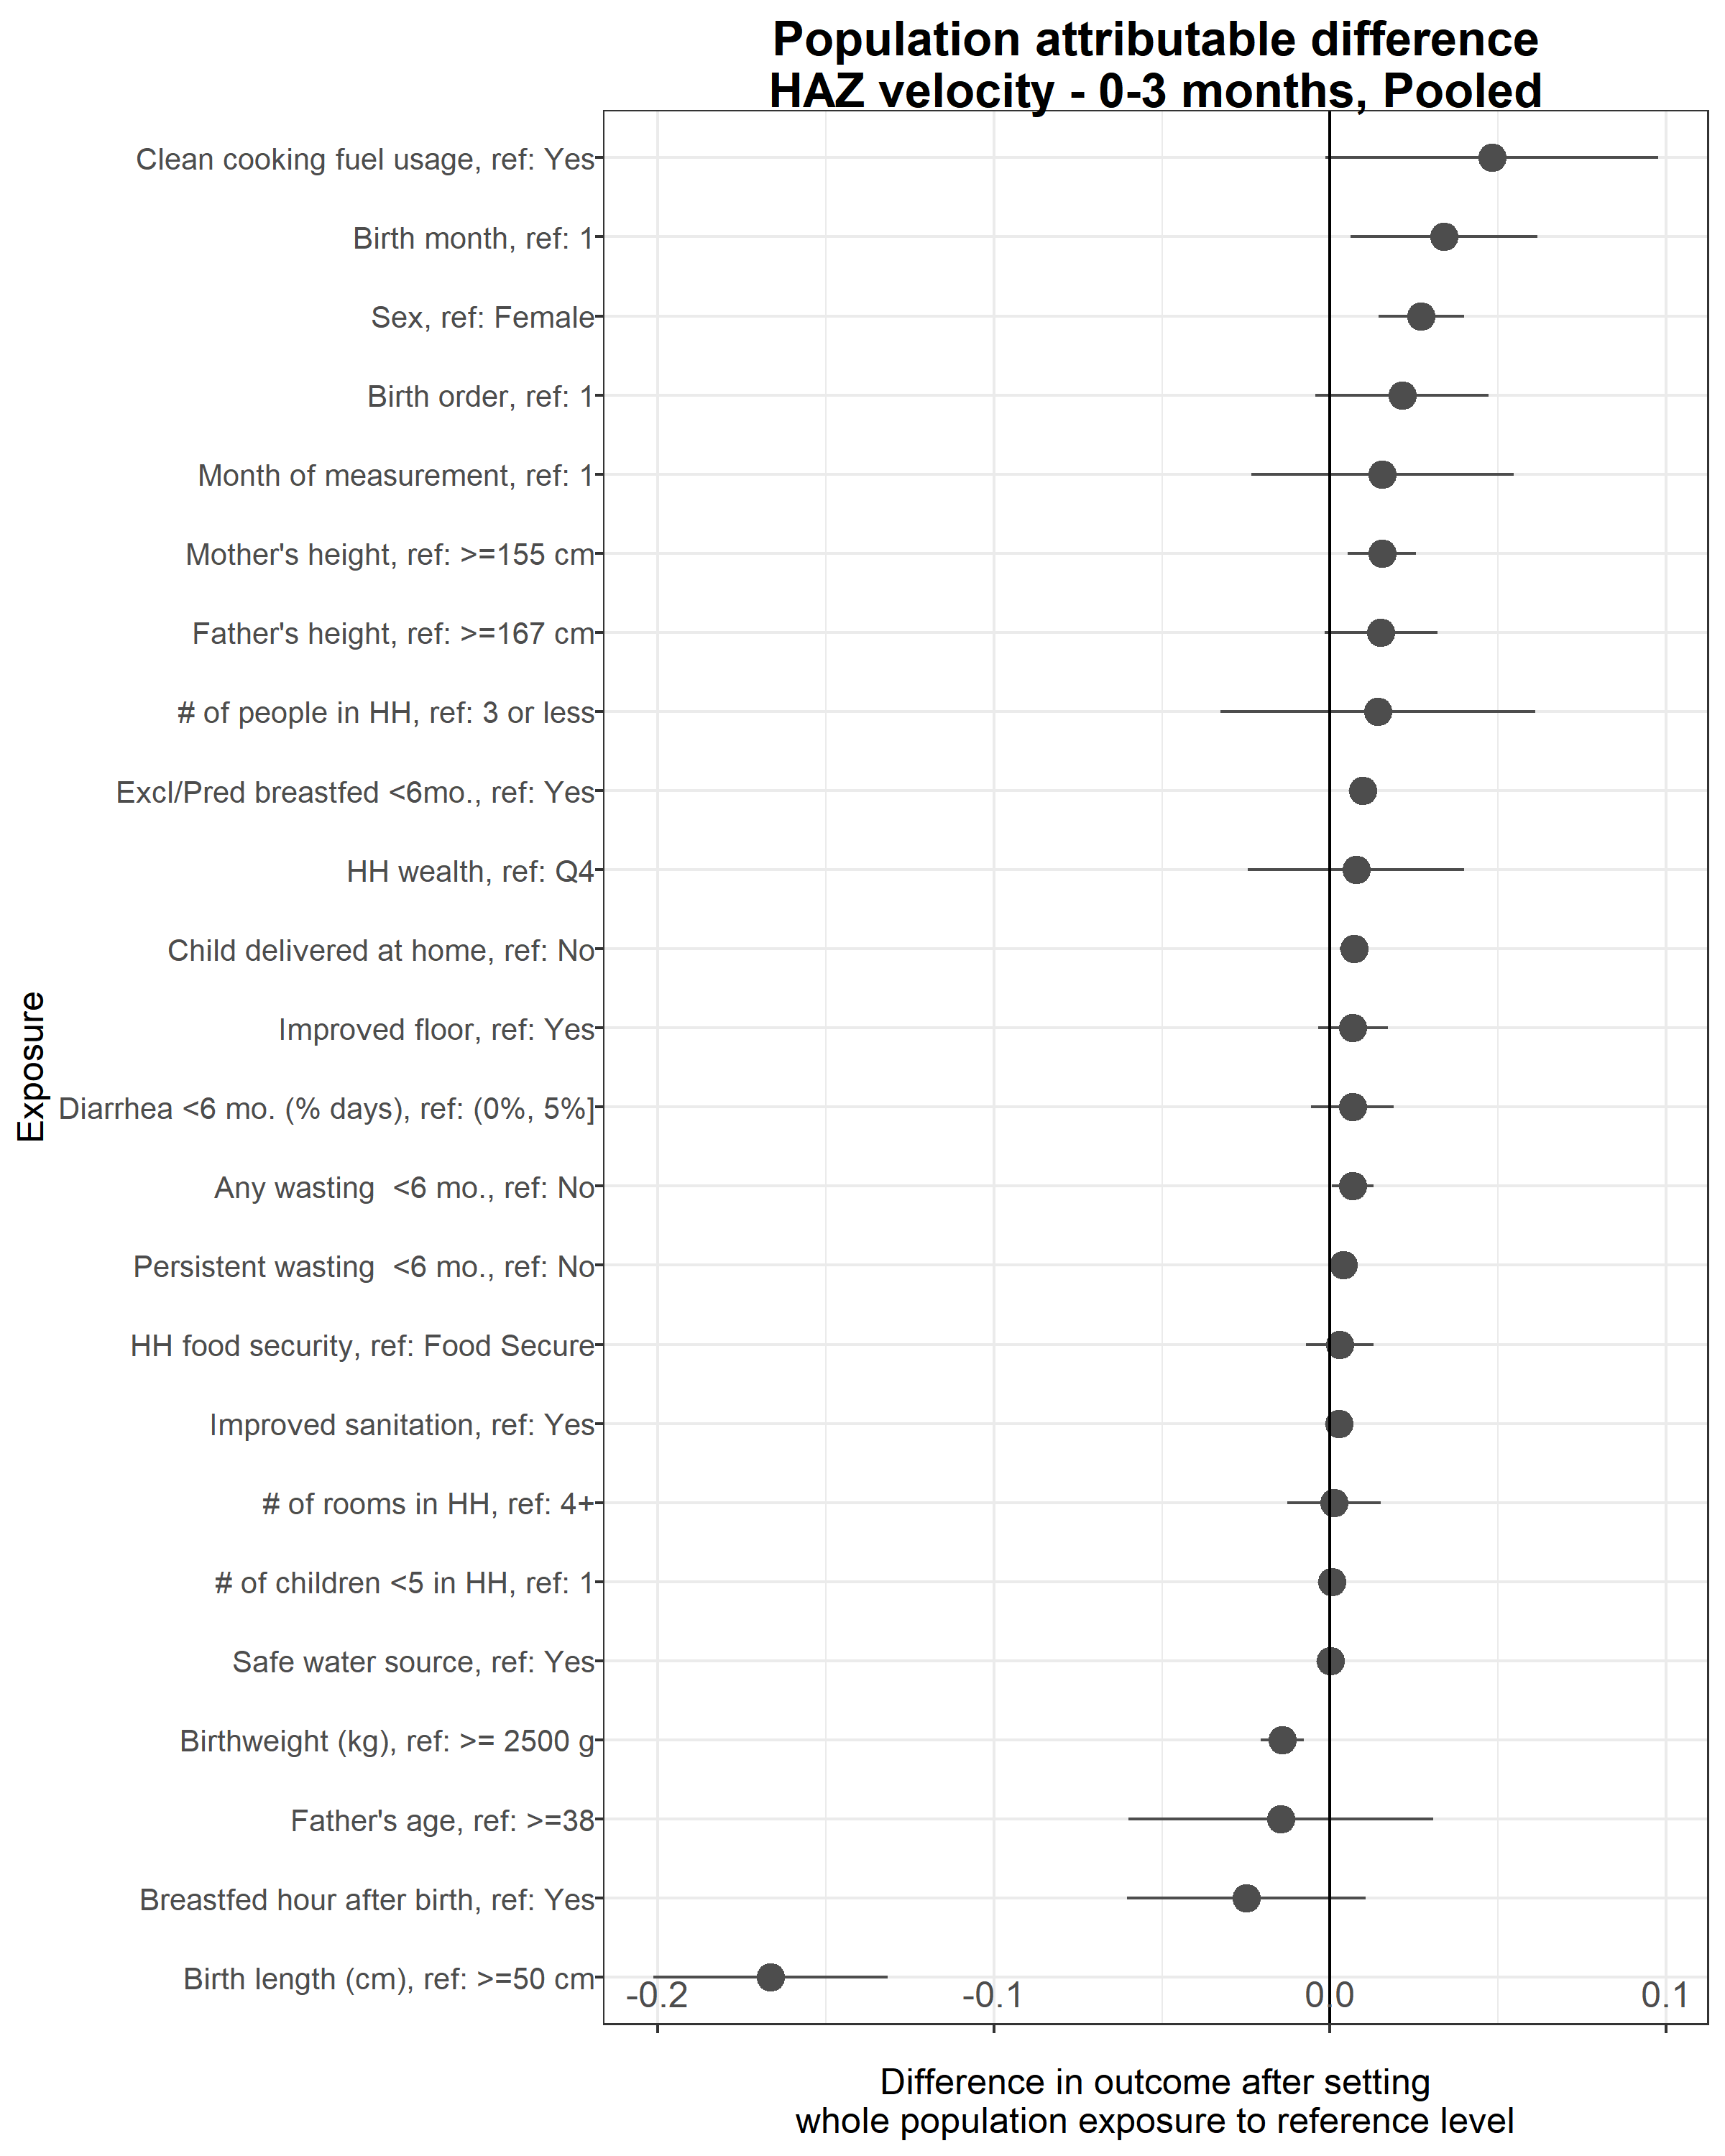 Population attributable difference
HAZ velocity - 0-3 months, Pooled
Clean cooking fuel usage, ref: Yes
Birth month, ref: 1
Sex, ref: Female
Birth order, ref: 1
Month of measurement, ref: 1
Mother's height, ref: >=155 cm
Father's height, ref: >=167 cm
# of people in HH, ref: 3 or less
Excl/Pred breastfed <6mo., ref: Yes
HH wealth, ref: Q4
Child delivered at home, ref: No
Improved floor, ref: Yes
Diarrhea <6 mo. (% days), ref: (0%, 5%]
Any wasting  <6 mo., ref: No
Persistent wasting  <6 mo., ref: No
HH food security, ref: Food Secure
Improved sanitation, ref: Yes
# of rooms in HH, ref: 4+
# of children <5 in HH, ref: 1
Safe water source, ref: Yes
Birthweight (kg), ref: >= 2500 g
Father's age, ref: >=38
Breastfed hour after birth, ref: Yes
Birth length (cm), ref: >=50 cm
Exposure
-0.2 -0.1 0.0 0.1
Difference in outcome after setting
whole population exposure to reference level